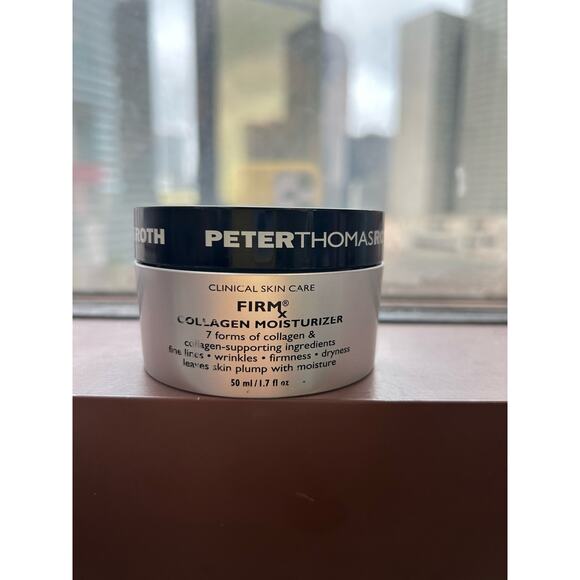 ROTH PETERTHOMASRO
CLINICAL SKIN CARE
FIRMx®
COLLAGEN MOISTURIZER
7 forms of collagen &
collagen-supporting ingredients
fine lines • wrinkles • firmness • dryness
leaves skin plump with moisture
50 ml/1.7 fl oz